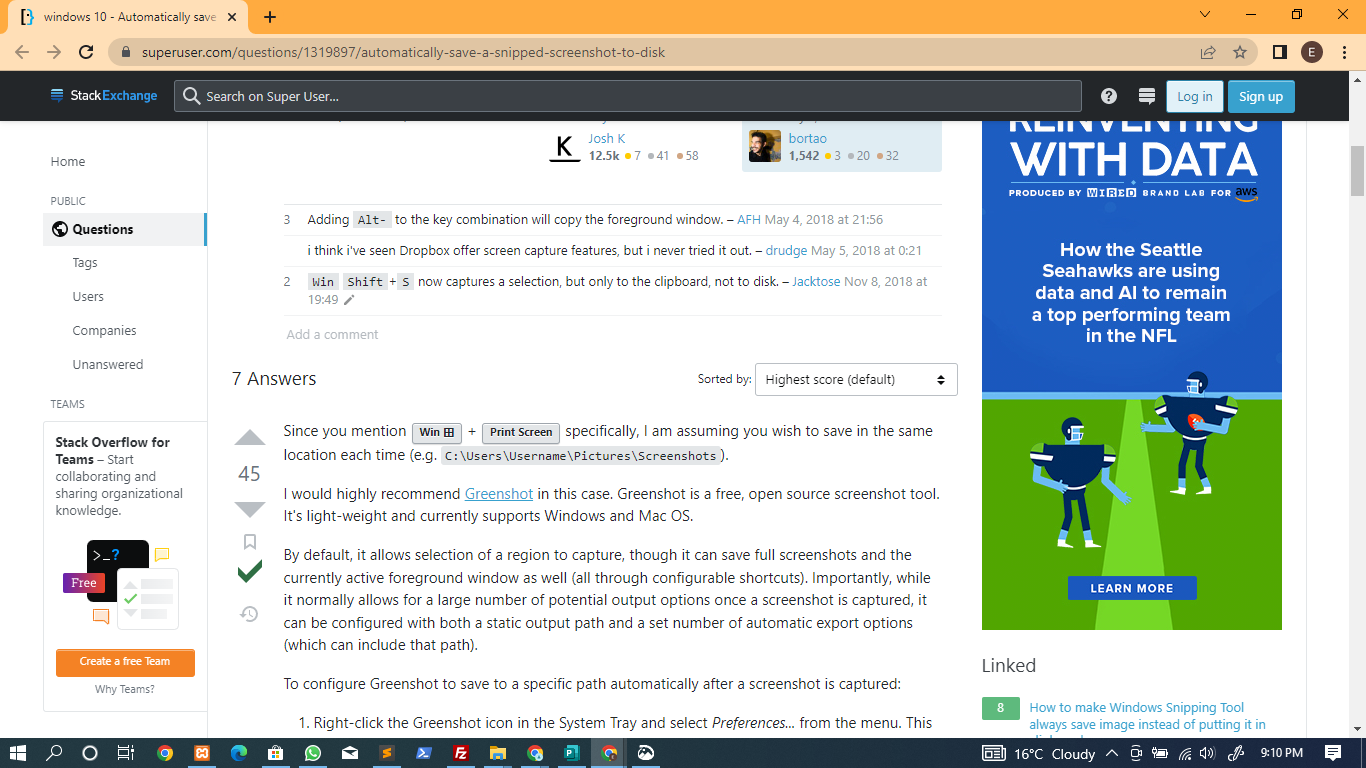 windows 10 - Automatically save
superuser.com/questions/1319897/automatically-save-a-snipped-screenshot-to-disk
E
StackExchange
Search on Super User...
Log in
Sign up
Home
PUBLIC
Questions
Tags
Users
Companies
Unanswered
TEAMS
Stack Overflow for
Teams – Start
collaborating and
sharing organizational
knowledge.
>_?
Free
Create a free Team
Why Teams?
K
Josh K
12.5k 7 41 58
bortao
1,542 3 20 32
3 Adding Alt- to the key combination will copy the foreground window. – AFH May 4, 2018 at 21:56
i think i've seen Dropbox offer screen capture features, but i never tried it out. – drudge May 5, 2018 at 0:21
2 Win Shift + S now captures a selection, but only to the clipboard, not to disk. – Jacktose Nov 8, 2018 at
19:49
Add a comment
7 Answers
Sorted by:
Highest score (default)
45
Since you mention Win + Print Screen specifically, I am assuming you wish to save in the same
location each time (e.g. C:\Users\Username\Pictures\Screenshots).
I would highly recommend Greenshot in this case. Greenshot is a free, open source screenshot tool.
It's light-weight and currently supports Windows and Mac OS.
By default, it allows selection of a region to capture, though it can save full screenshots and the
currently active foreground window as well (all through configurable shortcuts). Importantly, while
it normally allows for a large number of potential output options once a screenshot is captured, it
can be configured with both a static output path and a set number of automatic export options
(which can include that path).
To configure Greenshot to save to a specific path automatically after a screenshot is captured:
1. Right-click the Greenshot icon in the System Tray and select Preferences... from the menu. This
REINVENTING
WITH DATA
PRODUCED BY WIRED BRAND LAB FOR aws
How the Seattle
Seahawks are using
data and AI to remain
a top performing team
in the NFL
LEARN MORE
Linked
8
How to make Windows Snipping Tool
always save image instead of putting it in
16°C Cloudy
9:10 PM